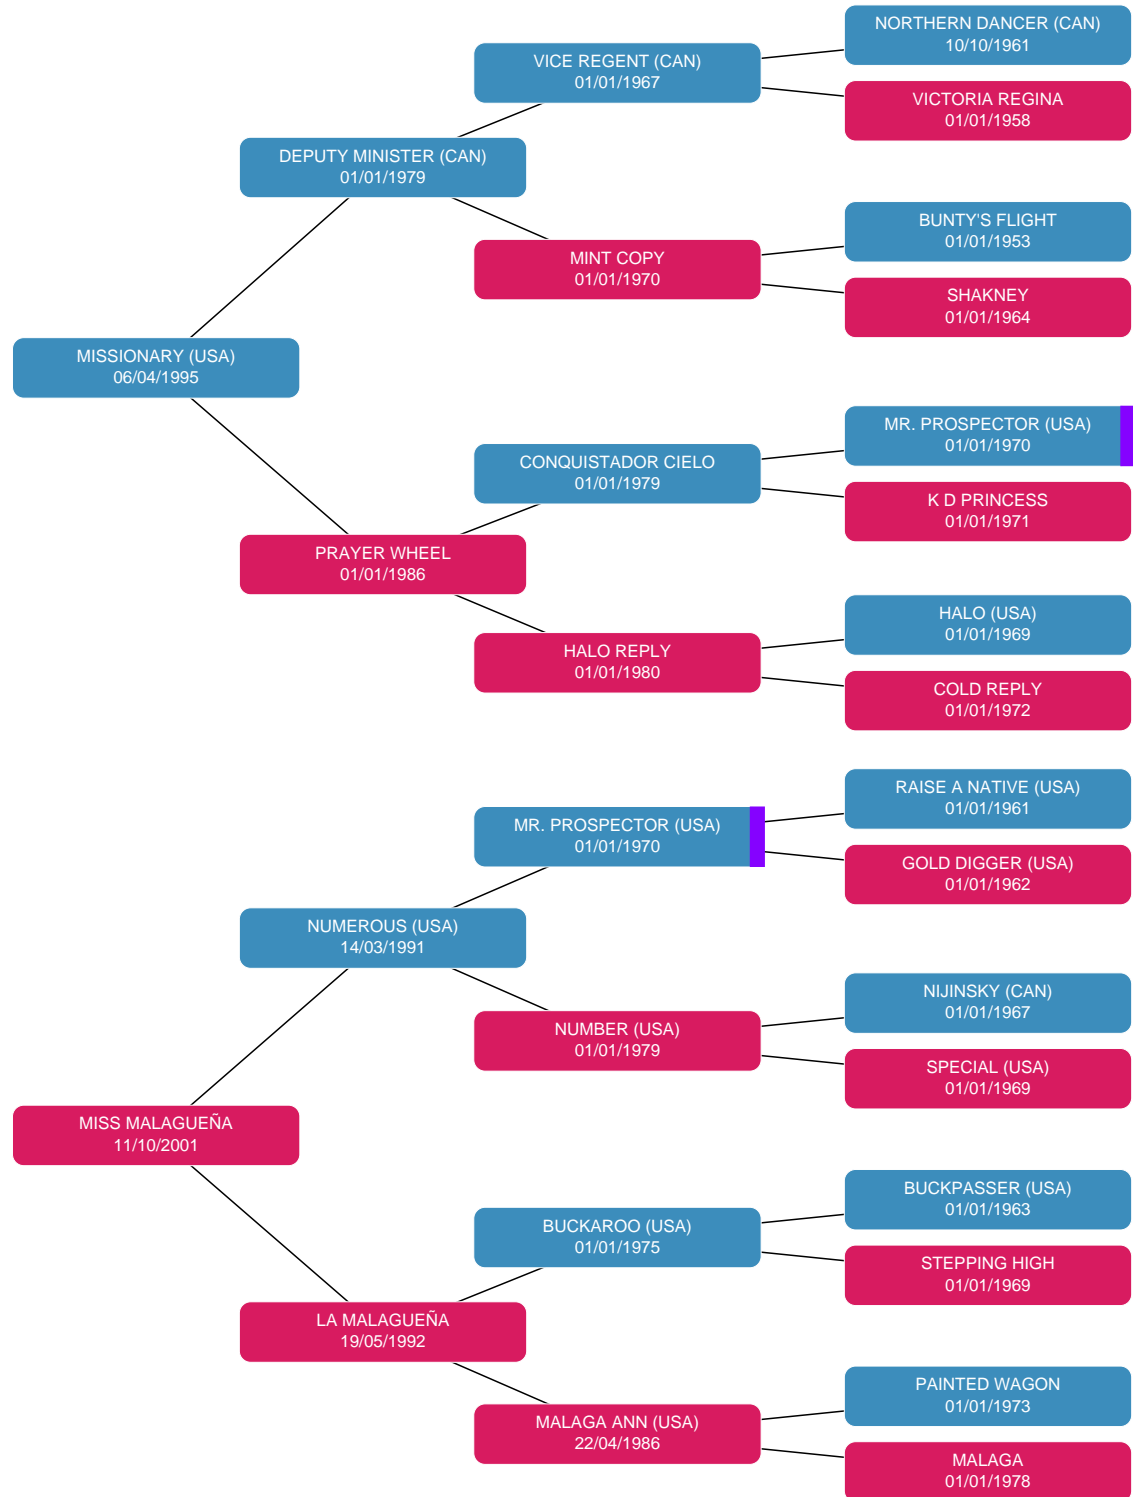 NORTHERN DANCER (CAN)
10/10/1961
VICE REGENT (CAN)
01/01/1967
VICTORIA REGINA
01/01/1958
DEPUTY MINISTER (CAN)
01/01/1979
BUNTY'S FLIGHT
01/01/1953
MINT COPY
01/01/1970
SHAKNEY
01/01/1964
MISSIONARY (USA)
06/04/1995
MR. PROSPECTOR (USA)
01/01/1970
CONQUISTADOR CIELO
01/01/1979
K D PRINCESS
01/01/1971
PRAYER WHEEL
01/01/1986
HALO (USA)
01/01/1969
HALO REPLY
01/01/1980
COLD REPLY
01/01/1972
RAISE A NATIVE (USA)
01/01/1961
MR. PROSPECTOR (USA)
01/01/1970
GOLD DIGGER (USA)
01/01/1962
NUMEROUS (USA)
14/03/1991
NIJINSKY (CAN)
01/01/1967
NUMBER (USA)
01/01/1979
SPECIAL (USA)
01/01/1969
MISS MALAGUEÑA
11/10/2001
BUCKPASSER (USA)
01/01/1963
BUCKAROO (USA)
01/01/1975
STEPPING HIGH
01/01/1969
LA MALAGUEÑA
19/05/1992
PAINTED WAGON
01/01/1973
MALAGA ANN (USA)
22/04/1986
MALAGA
01/01/1978